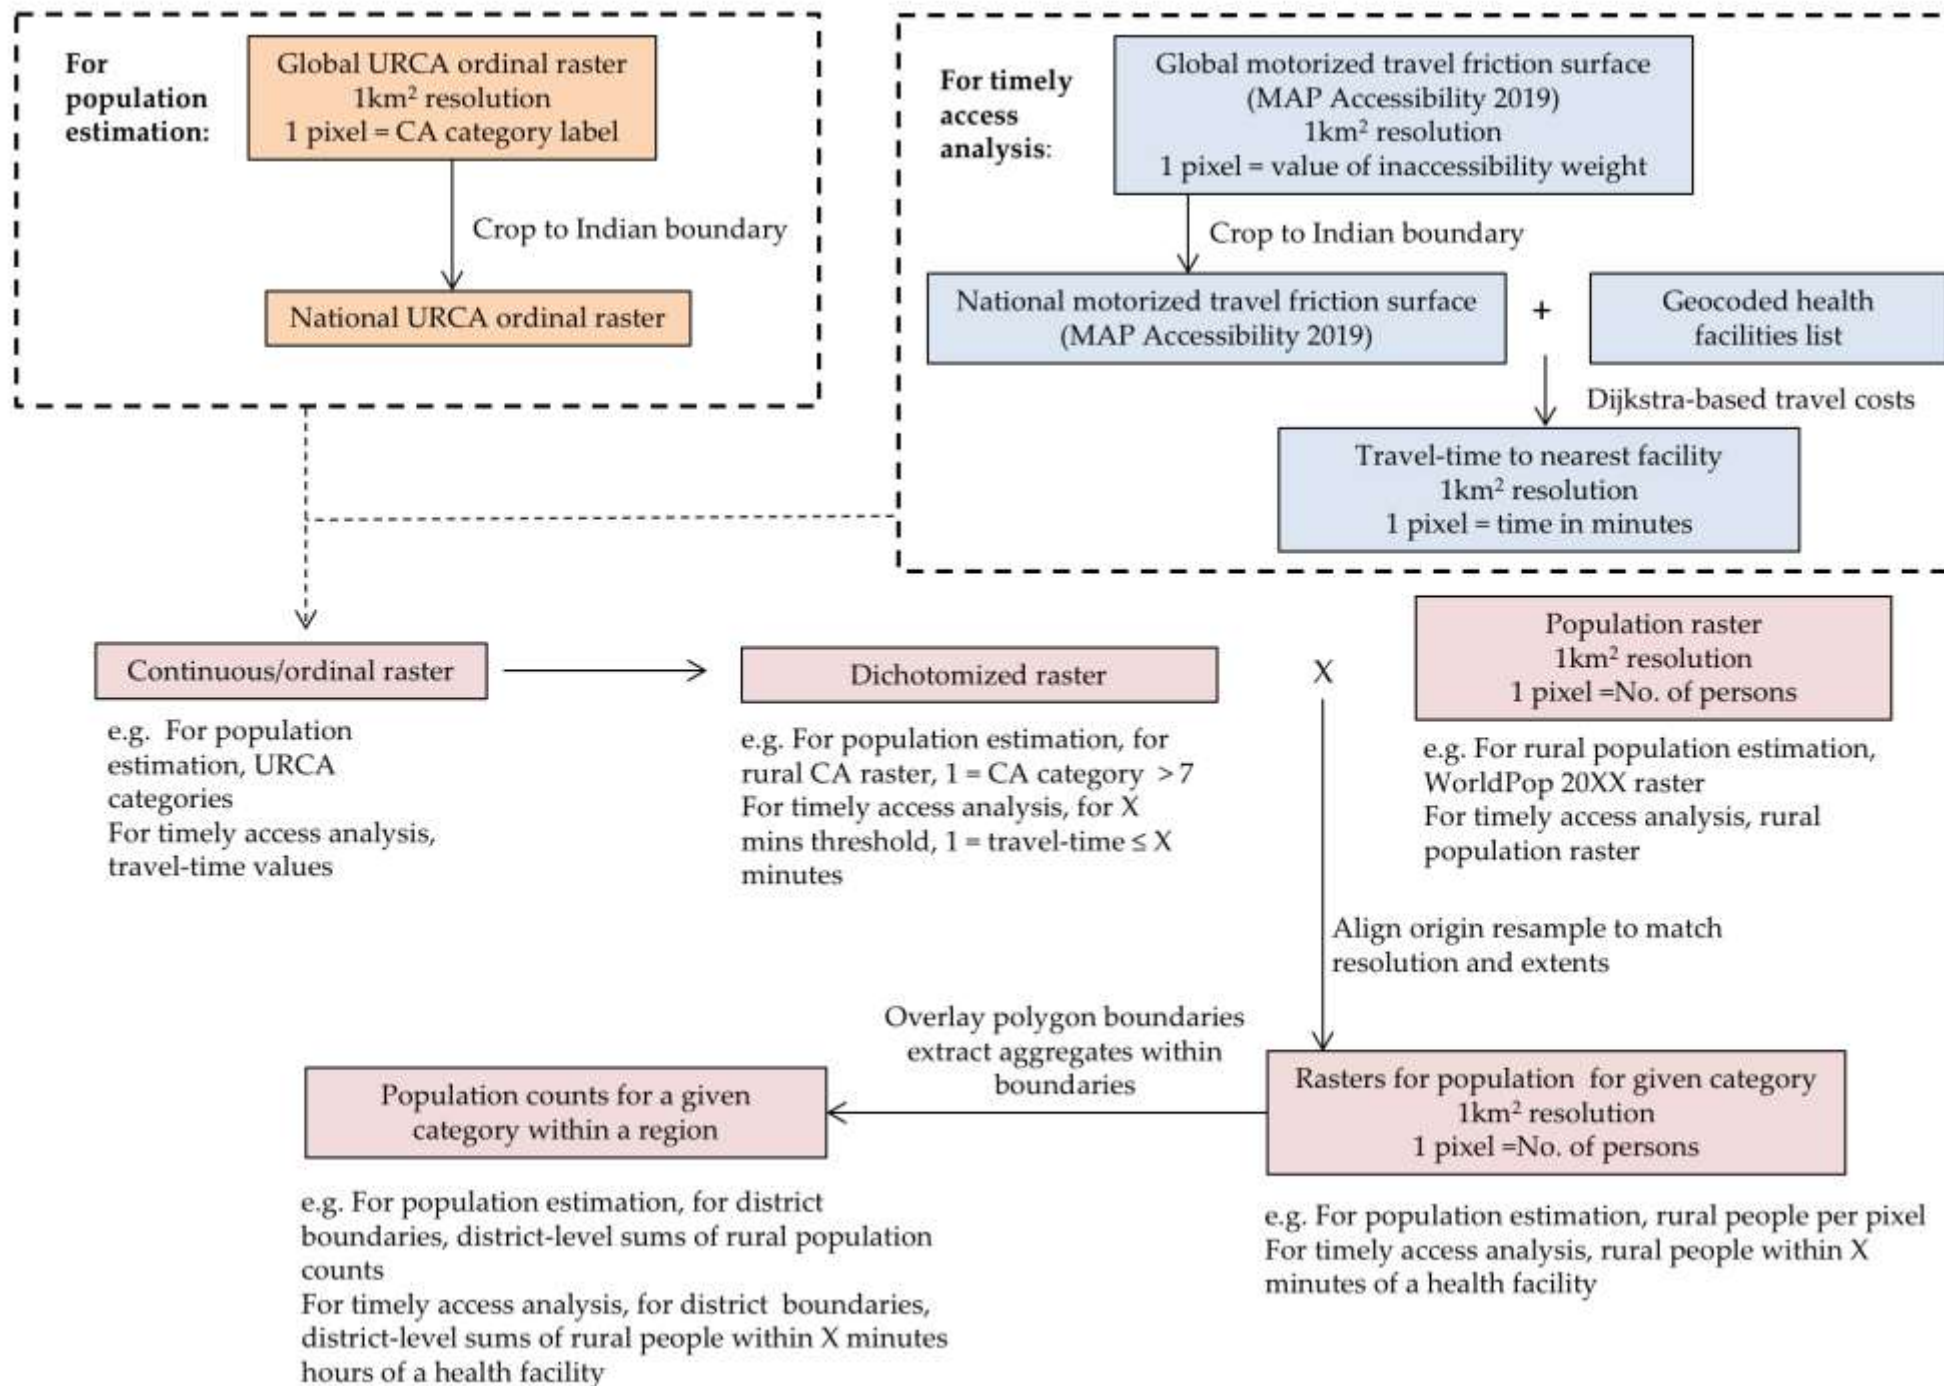 For
population
estimation:
Global URCA ordinal raster
1km² resolution
1 pixel = CA category label
Crop to Indian boundary
National URCA ordinal raster
For timely
access
analysis:
Global motorized travel friction surface
(MAP Accessibility 2019)
1km² resolution
1 pixel = value of inaccessibility weight
Crop to Indian boundary
National motorized travel friction surface
(MAP Accessibility 2019)
+
Geocoded health
facilities list
Dijkstra-based travel costs
Travel-time to nearest facility
1km² resolution
1 pixel = time in minutes
Continuous/ordinal raster
e.g. For population
estimation, URCA
categories
For timely access analysis,
travel-time values
Dichotomized raster
e.g. For population estimation, for
rural CA raster, 1 = CA category > 7
For timely access analysis, for X
mins threshold, 1 = travel-time ≤ X
minutes
X
Population raster
1km² resolution
1 pixel =No. of persons
e.g. For rural population estimation,
WorldPop 20XX raster
For timely access analysis, rural
population raster
Align origin resample to match
resolution and extents
Rasters for population for given category
1km² resolution
1 pixel =No. of persons
e.g. For population estimation, rural people per pixel
For timely access analysis, rural people within X
minutes of a health facility
Overlay polygon boundaries
extract aggregates within
boundaries
Population counts for a given
category within a region
e.g. For population estimation, for district
boundaries, district-level sums of rural population
counts
For timely access analysis, for district boundaries,
district-level sums of rural people within X minutes
hours of a health facility